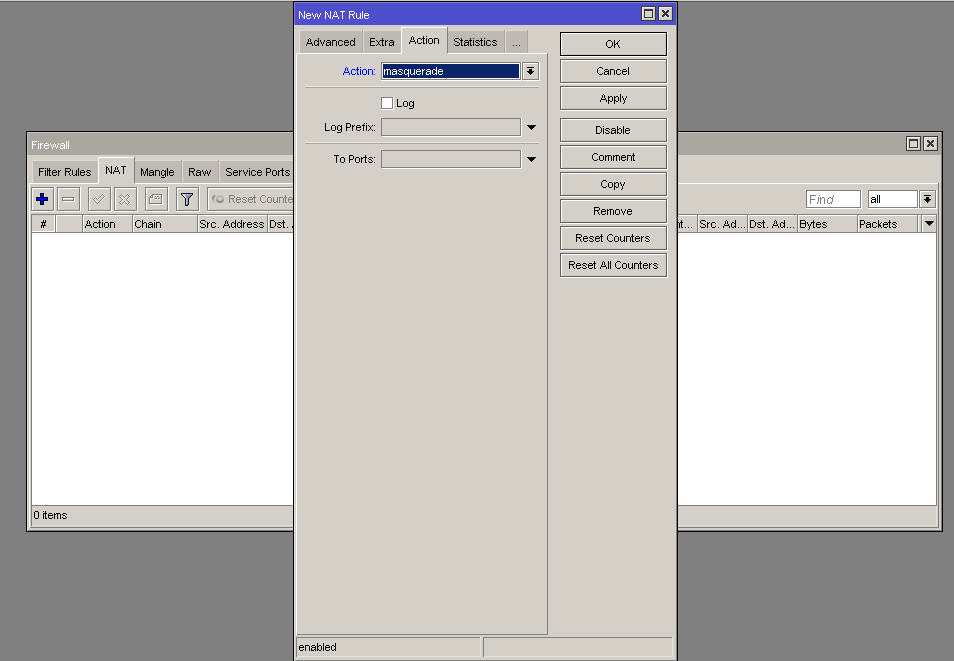 New NAT Rule
Advanced Extra Action Statistics ...
Action: masquerade
Log
Log Prefix:
To Ports:
OK
Cancel
Apply
Disable
Comment
Copy
Remove
Reset Counters
Reset All Counters
enabled
Firewall
Filter Rules NAT Mangle Raw Service Ports
Reset Counte
Find all
# Action Chain Src. Address Dst. Src. Ad... Dst. Ad... Bytes Packets
0 items